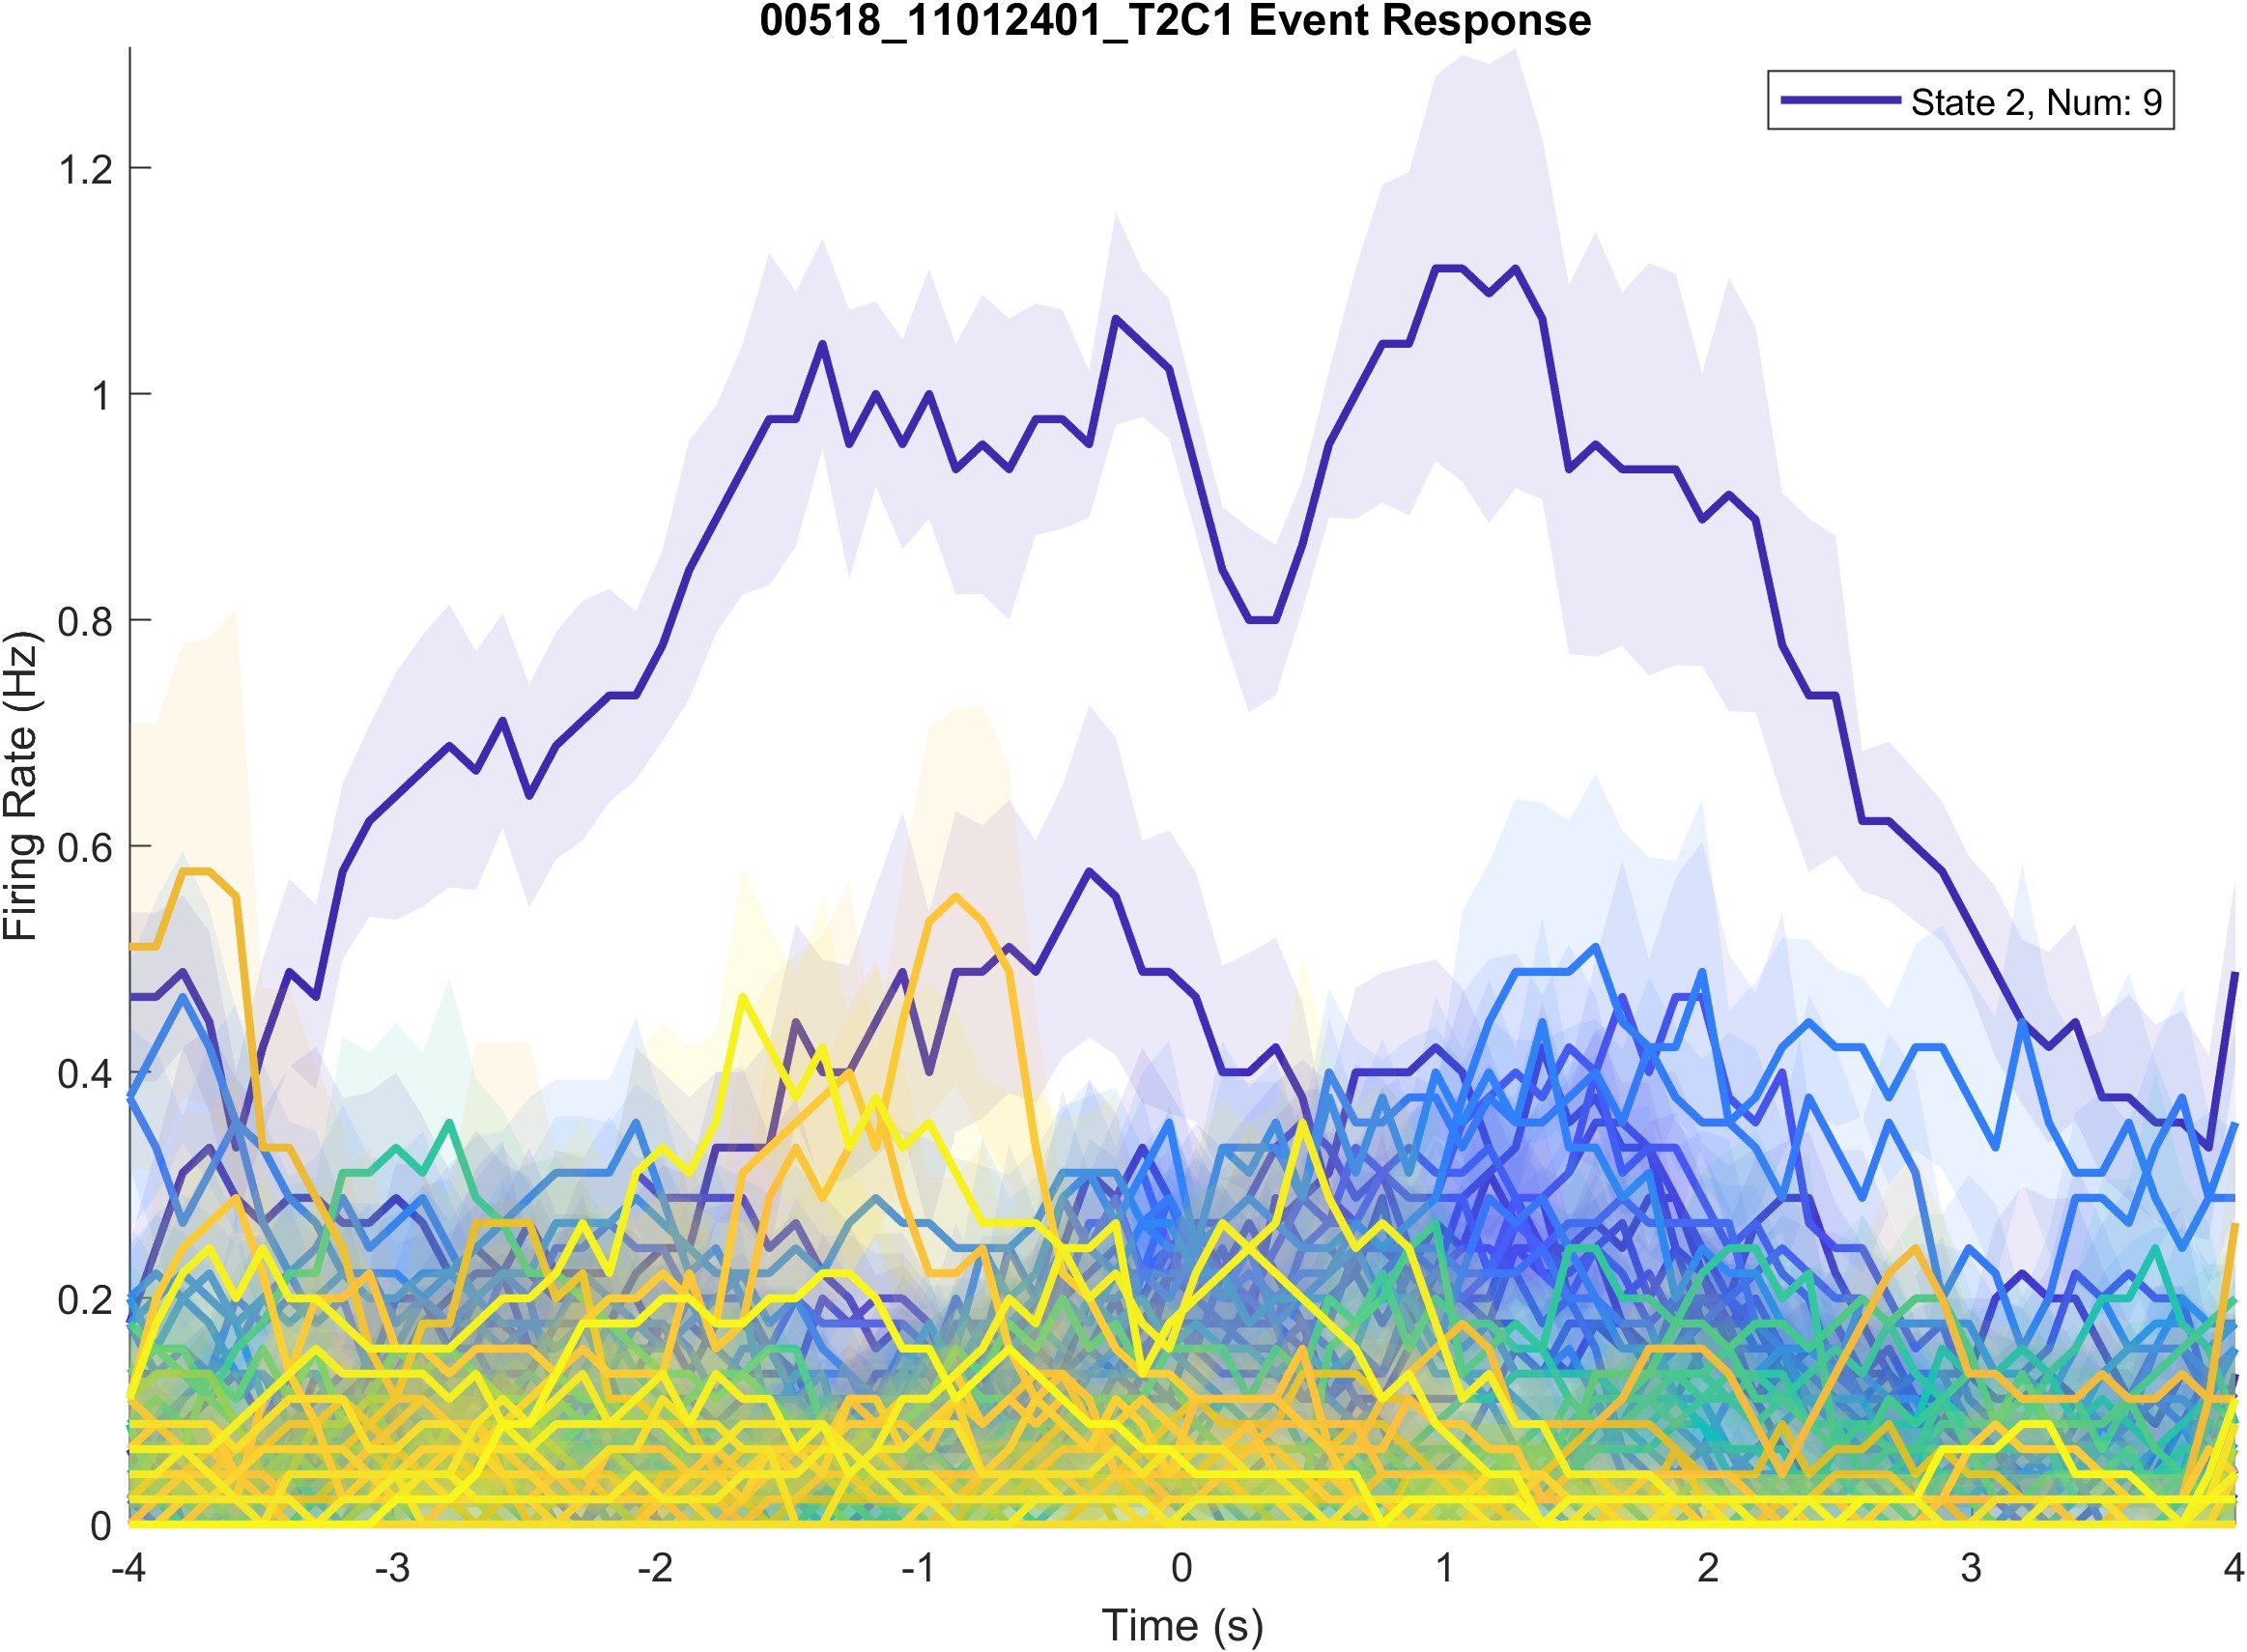 00518_11012401_T2C1 Event Response
State 2, Num: 9
Firing Rate (Hz)
1.2
1
0.8
0.6
0.4
0.2
0
-4 -3 -2 -1 0 1 2 3 4
Time (s)